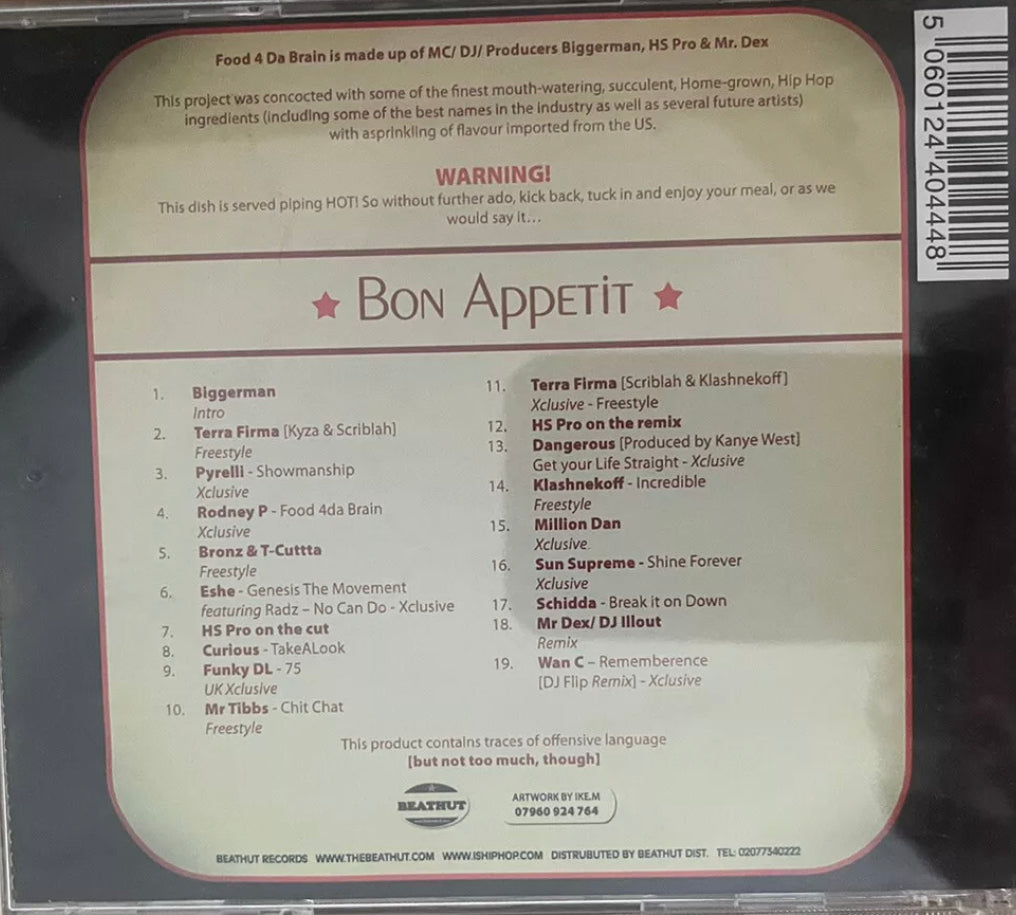 Food 4 Da Brain is made up of MC/ DJ/ Producers Biggerman, HS Pro & Mr. Dex
This project was concocted with some of the finest mouth-watering, succulent, Home-grown, Hip Hop
ingredients (including some of the best names in the industry as well as several future artists)
with asprinkling of flavour imported from the US.
WARNING!
This dish is served piping HOT! So without further ado, kick back, tuck in and enjoy your meal, or as we
would say it...
BON APPETIT
1. Biggerman
Intro
2. Terra Firma [Kyza & Scriblah]
Freestyle
3. Pyrelli - Showmanship
Xclusive
4. Rodney P - Food 4da Brain
Xclusive
5. Bronz & T-Cuttta
Freestyle
6. Eshe - Genesis The Movement
featuring Radz – No Can Do - Xclusive
7. HS Pro on the cut
8. Curious - TakeALook
9. Funky DL - 75
UK Xclusive
10. Mr Tibbs - Chit Chat
Freestyle
11. Terra Firma [Scriblah & Klashnekoff]
Xclusive - Freestyle
12. HS Pro on the remix
13. Dangerous [Produced by Kanye West]
Get your Life Straight - Xclusive
14. Klashnekoff - Incredible
Freestyle
15. Million Dan
Xclusive
16. Sun Supreme - Shine Forever
Xclusive
17. Schidda - Break it on Down
18. Mr Dex/ DJ Illout
Remix
19. Wan C – Rememberence
[DJ Flip Remix] - Xclusive
This product contains traces of offensive language
[but not too much, though]
BEATHUT
ARTWORK BY IKE.M
07960 924 764
BEATHUT RECORDS WWW.THEBEATHUT.COM WWW.ISHIPHOP.COM DISTRUBUTED BY BEATHUT DIST. TEL: 02077340222
5 060124 404448